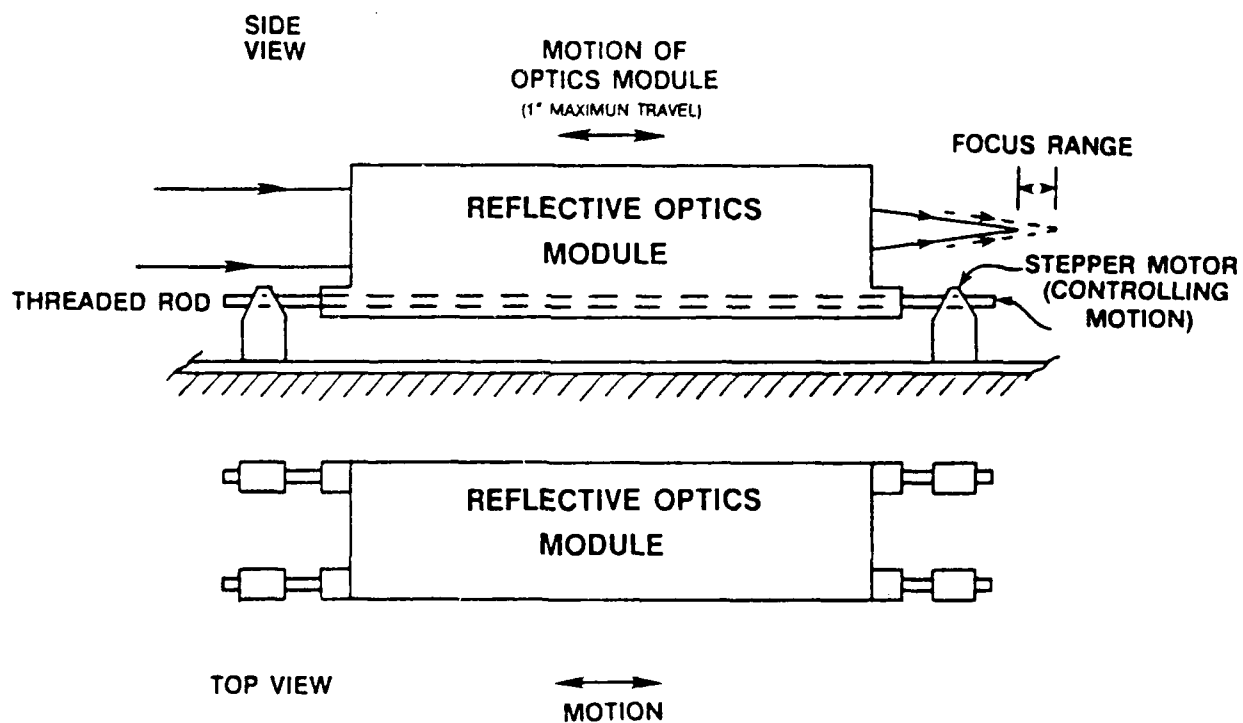 SIDE
VIEW
MOTION OF
OPTICS MODULE
(1" MAXIMUN TRAVEL)
FOCUS RANGE
REFLECTIVE OPTICS
MODULE
THREADED ROD
STEPPER MOTOR
(CONTROLLING
MOTION)
REFLECTIVE OPTICS
MODULE
TOP VIEW
MOTION